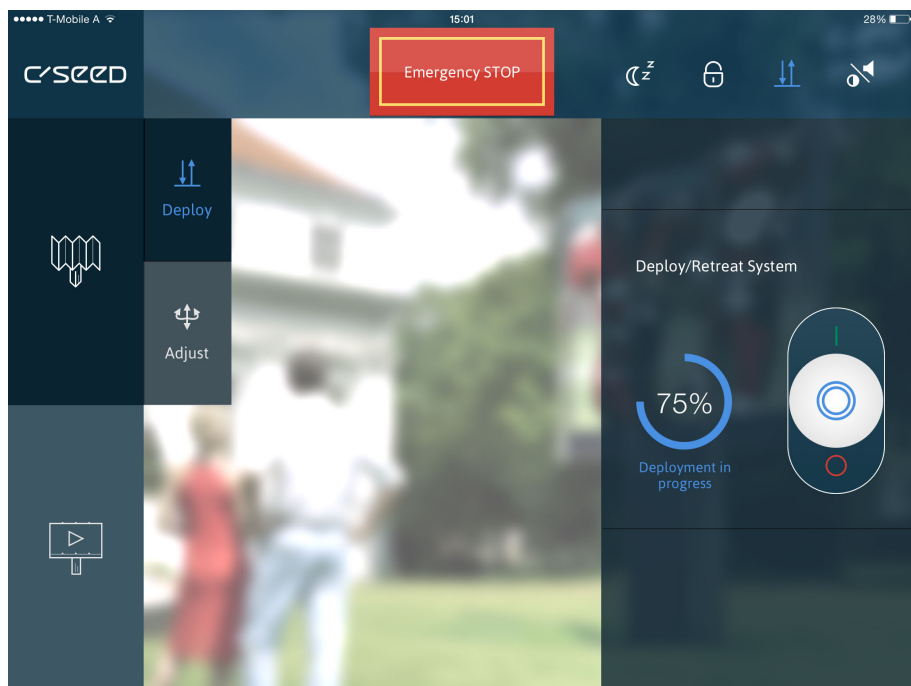 T-Mobile A
15:01
28%
C/SEED
Emergency STOP
z
z
Deploy
Adjust
Deploy/Retreat System
75%
Deployment in
progress